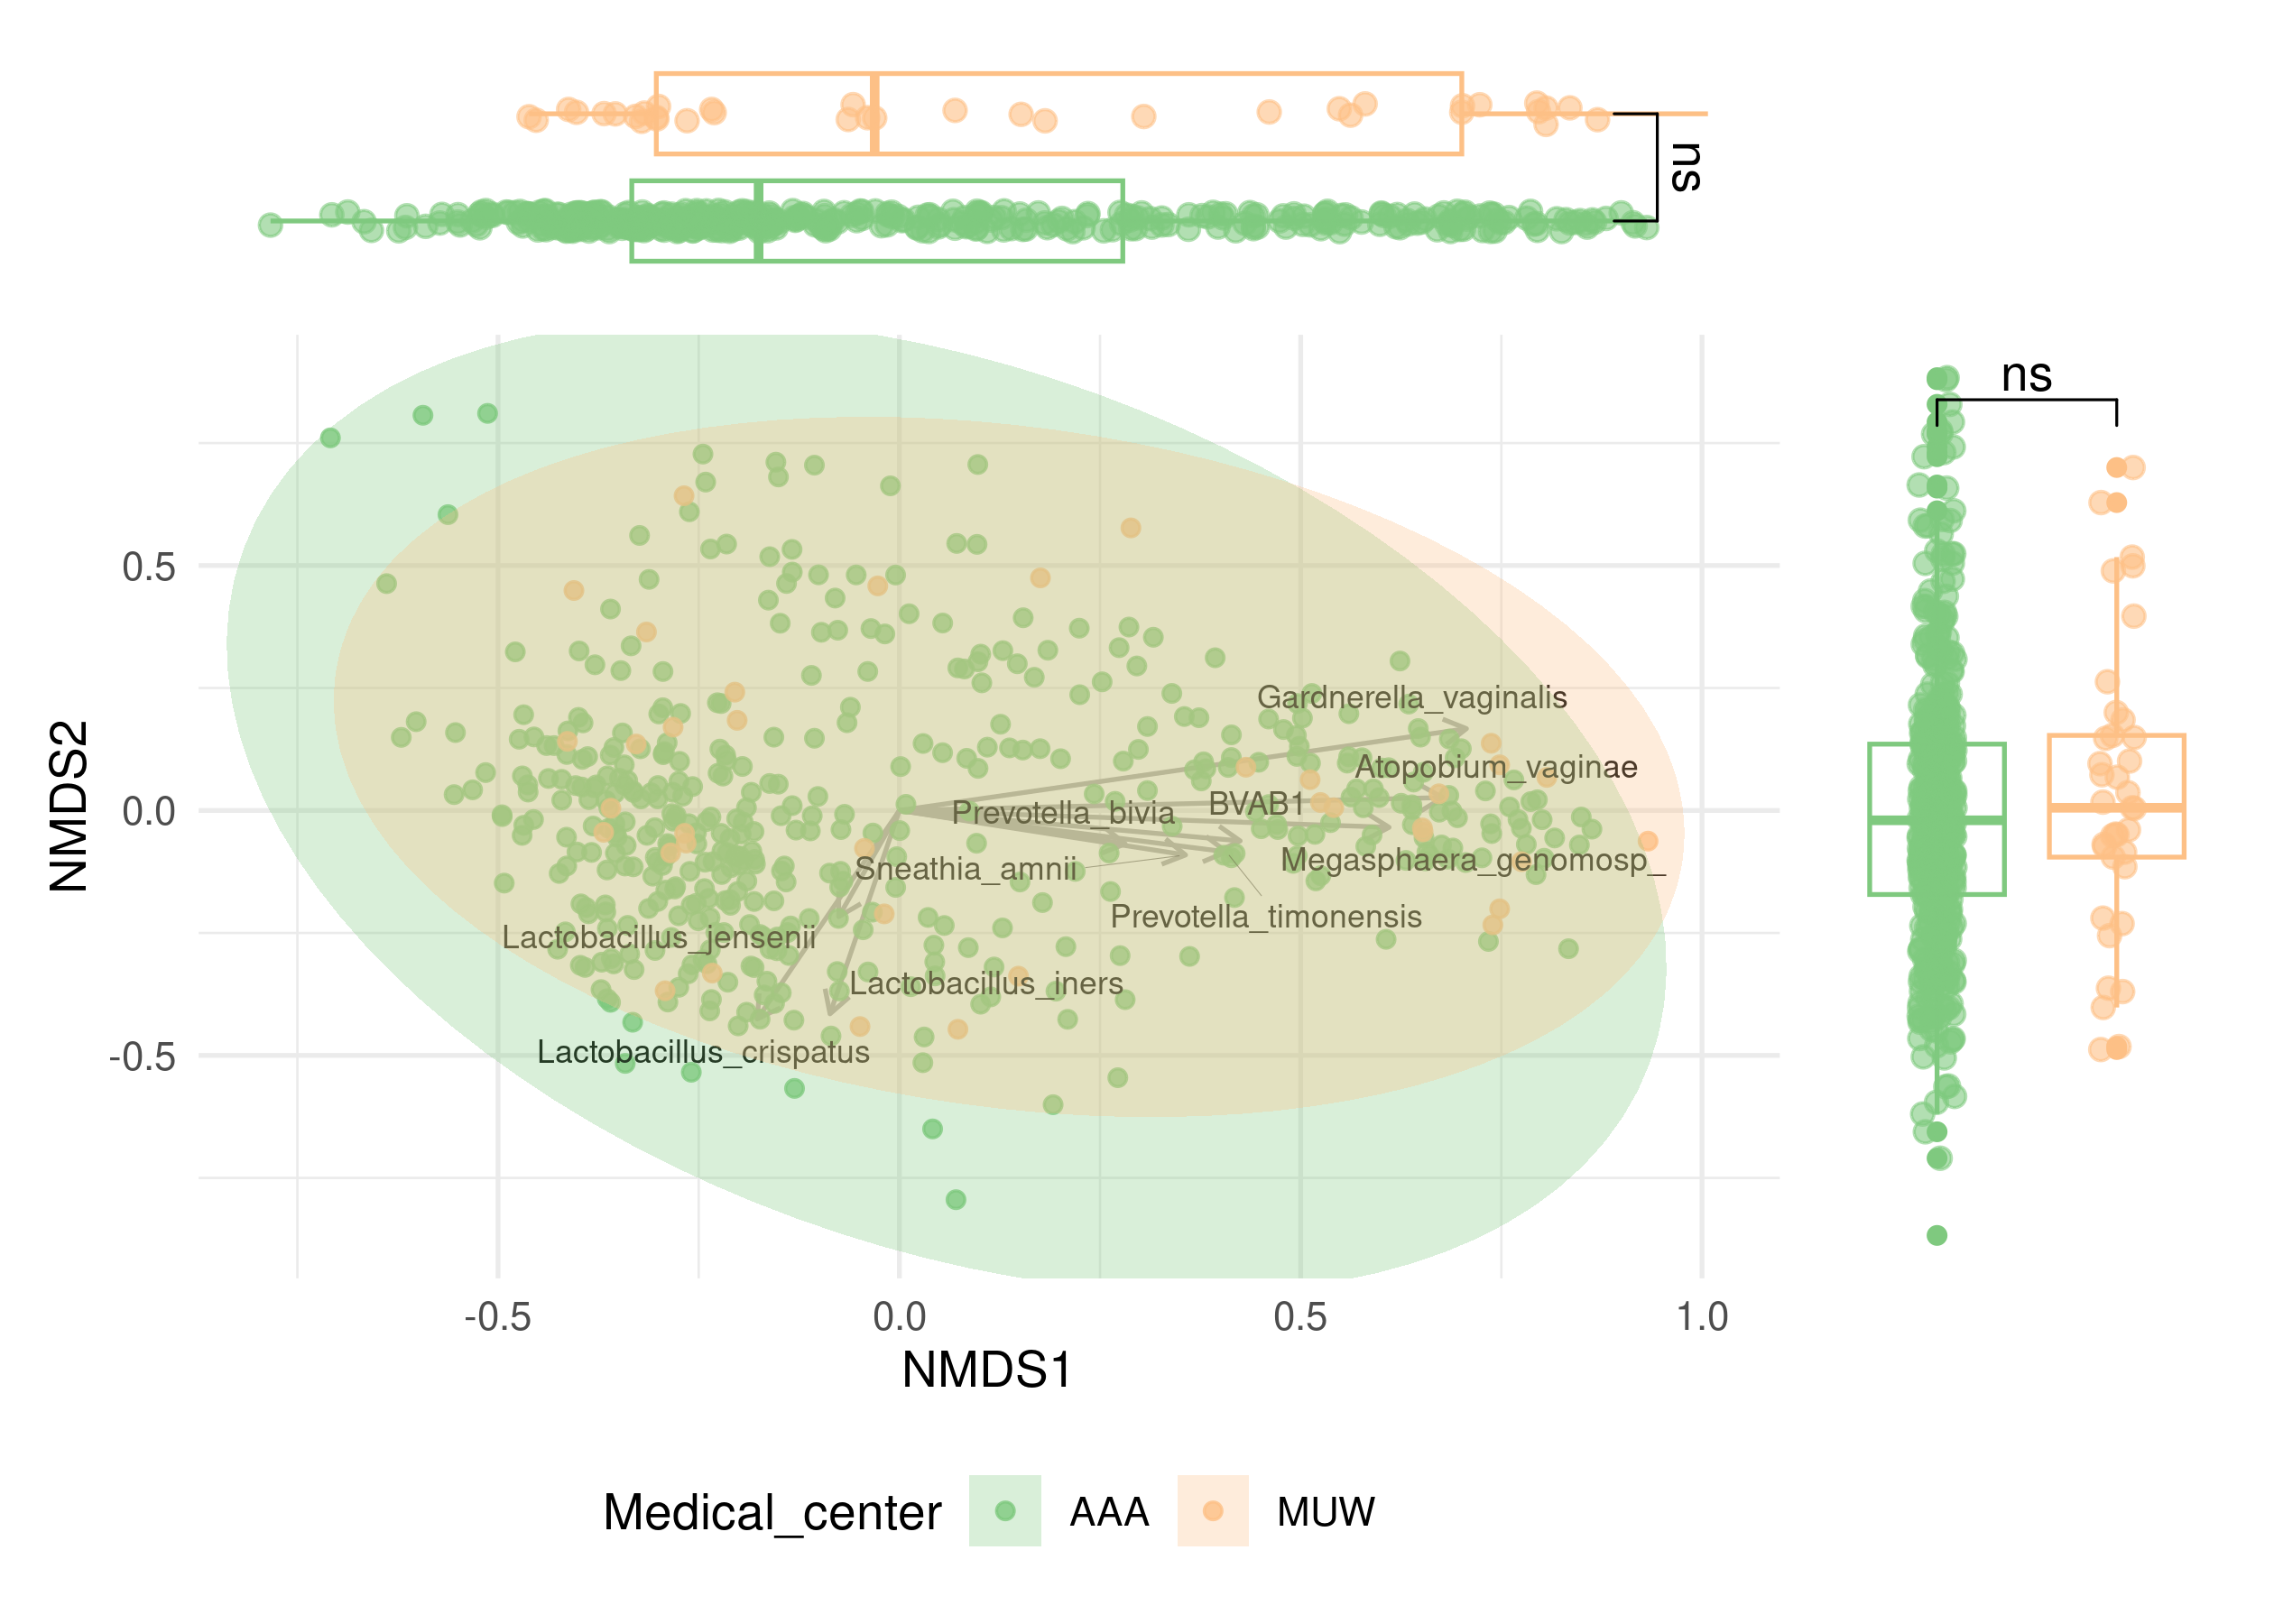 ns
ns
NMDS2
0.5
0.0
-0.5
Gardnerella_vaginalis
Atopobium_vaginae
BVAB1
Prevotella_bivia
Megasphaera_genomosp_
Sneathia_amnii
Prevotella_timonensis
Lactobacillus_jensenii
Lactobacillus_iners
Lactobacillus_crispatus
-0.5
0.0
0.5
1.0
NMDS1
Medical_center
AAA
MUW